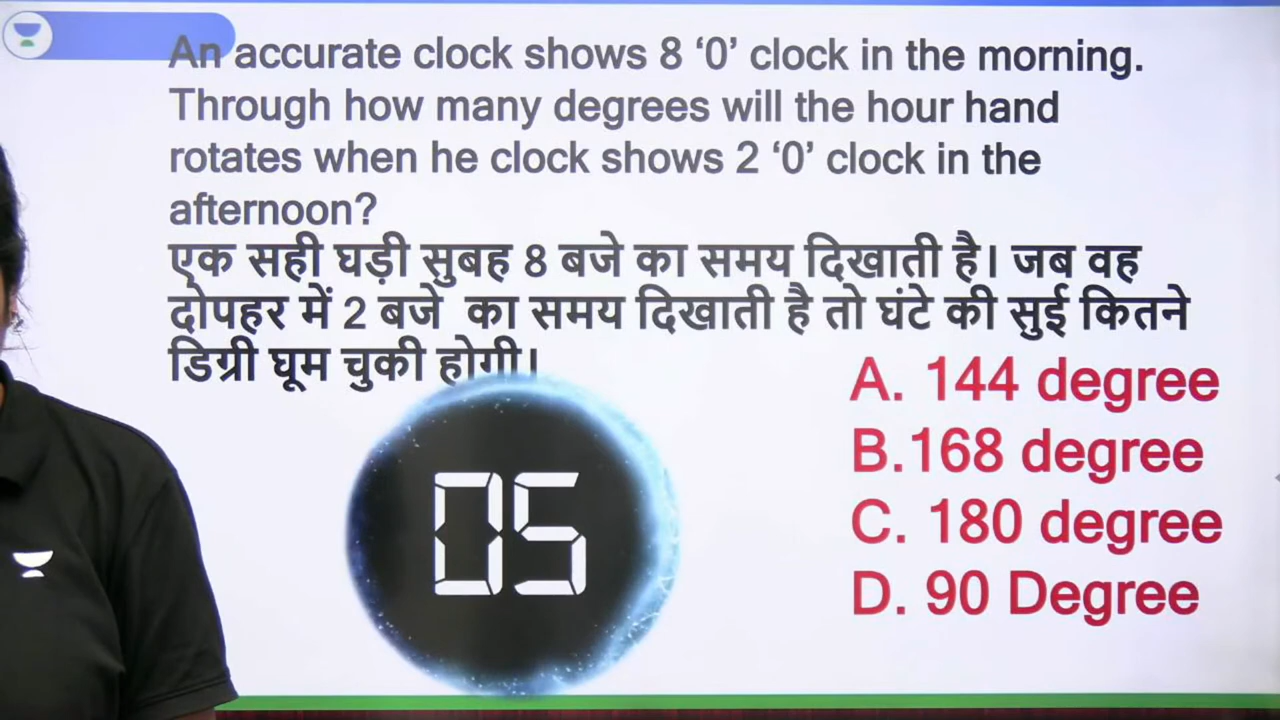 An accurate clock shows 8 ‘0’ clock in the morning.
Through how many degrees will the hour hand
rotates when he clock shows 2 ‘0’ clock in the
afternoon?
एक सही घड़ी सुबह 8 बजे का समय दिखाती है। जब वह
दोपहर में 2 बजे का समय दिखाती है तो घंटे की सुई कितने
डिग्री घूम चुकी होगी।
A. 144 degree
B.168 degree
C. 180 degree
D. 90 Degree
05